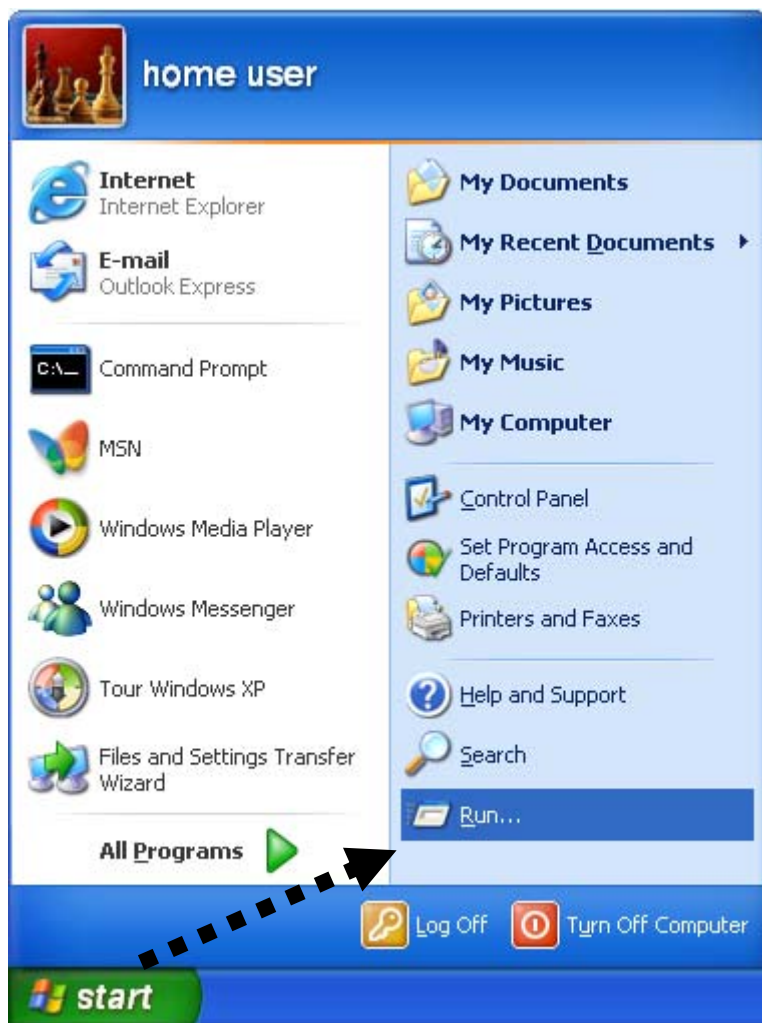 home user
Internet
Internet Explorer
E-mail
Outlook Express
C:\_
Command Prompt
MSN
Windows Media Player
Windows Messenger
Tour Windows XP
Files and Settings Transfer
Wizard
All Programs
My Documents
My Recent Documents
My Pictures
My Music
My Computer
Control Panel
Set Program Access and
Defaults
Printers and Faxes
Help and Support
Search
Run...
Log Off
Turn Off Computer
start